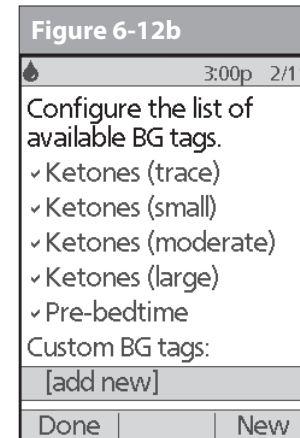 Figure 6-12b
3:00p 2/1
Configure the list of
available BG tags.
Ketones (trace)
Ketones (small)
Ketones (moderate)
Ketones (large)
Pre-bedtime
Custom BG tags:
[add new]
Done New